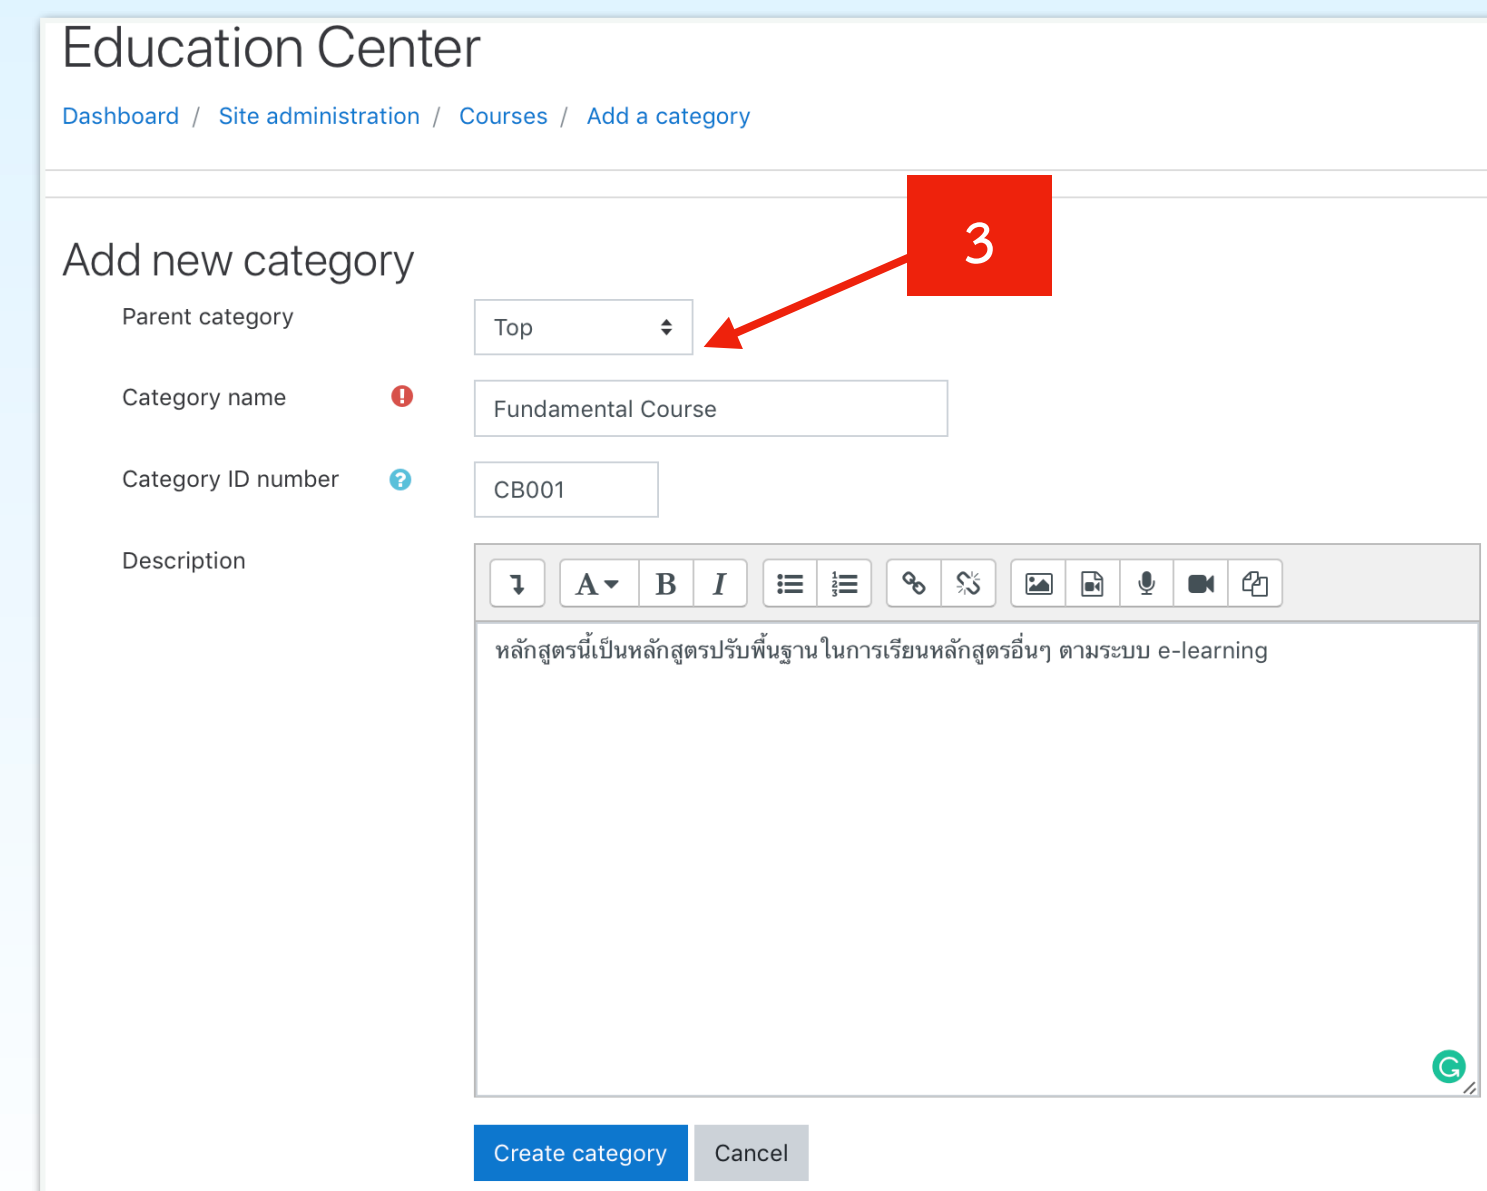 Education Center
Dashboard / Site administration / Courses / Add a category
3
Add new category
Parent category
Top
Category name
Fundamental Course
Category ID number
CB001
Description
A B I
หลักสูตรนี้เป็นหลักสูตรปรับพื้นฐานในการเรียนหลักสูตรอื่นๆ ตามระบบ e-learning
Create category
Cancel